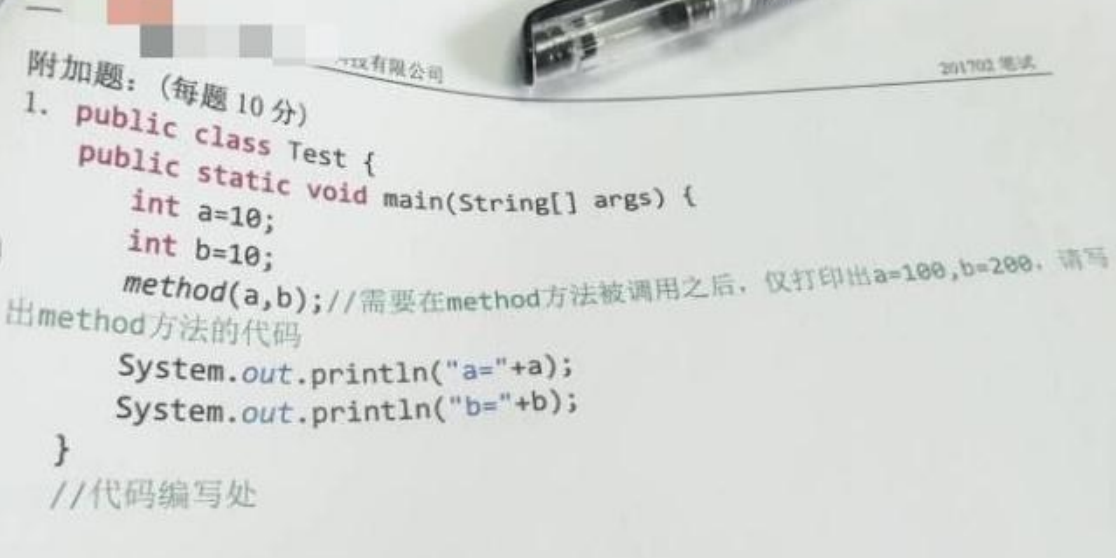 技有限公司
201702 笔试
附加题：（每题 10 分）
1. public class Test {
public static void main(String[] args) {
int a=10;
int b=10;
method(a,b);//需要在method方法被调用之后，仅打印出a=100,b=200，请写
出method方法的代码
System.out.println("a="+a);
System.out.println("b="+b);
}
//代码编写处